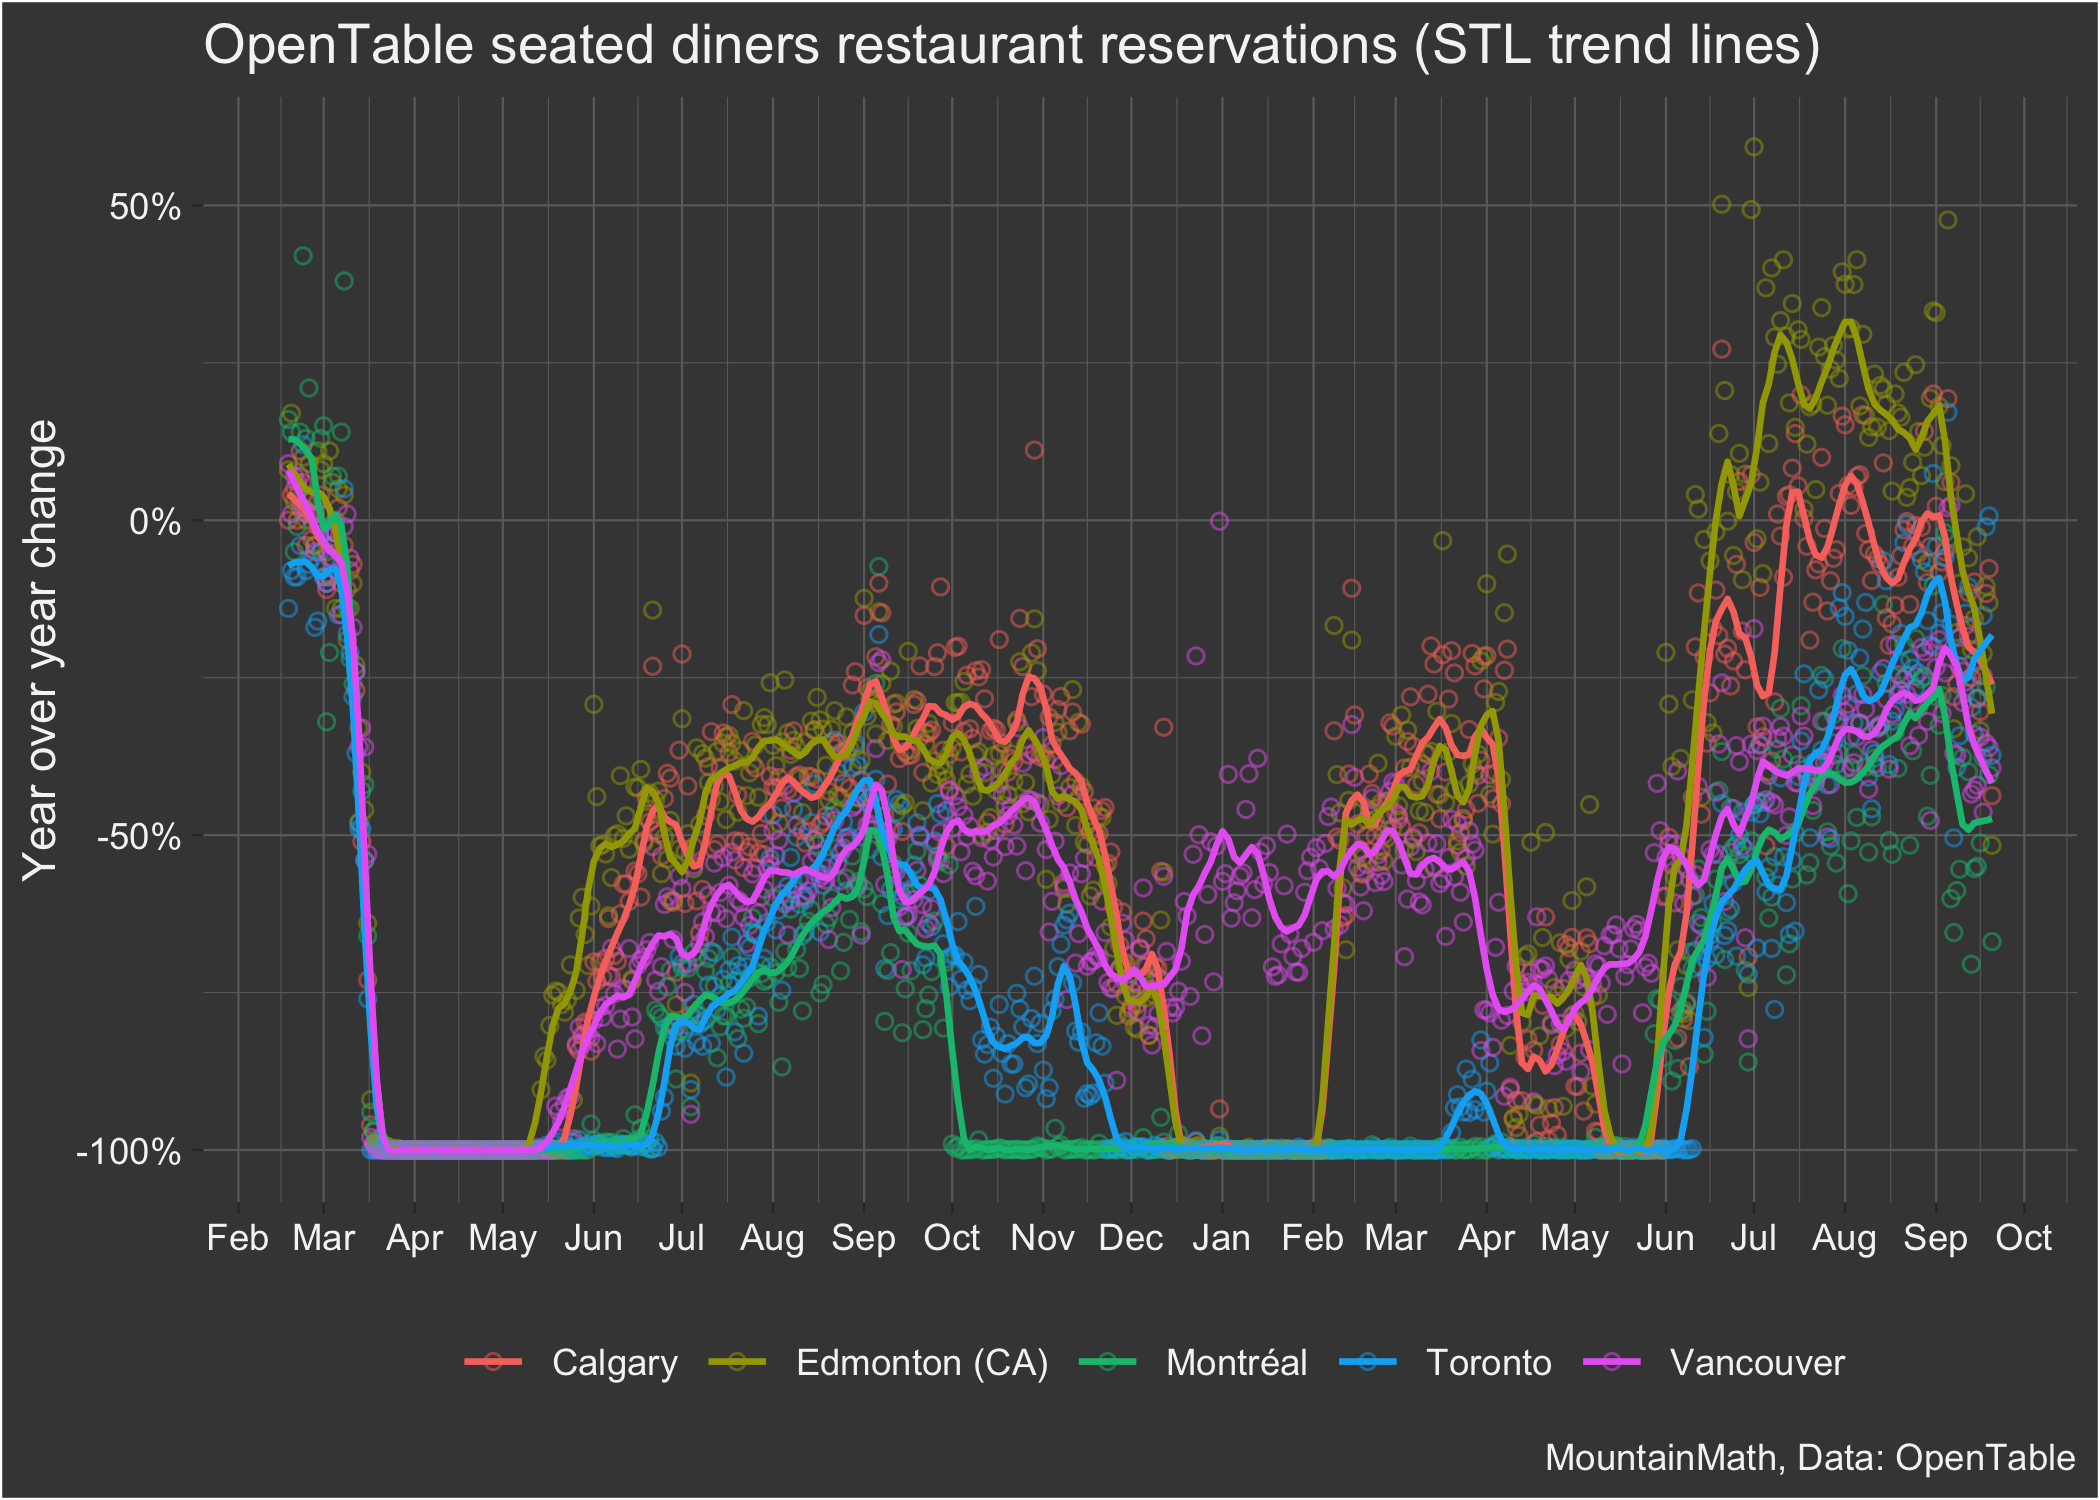 OpenTable seated diners restaurant reservations (STL trend lines)
Year over year change
50%
0%
-50%
-100%
Feb Mar Apr May Jun Jul Aug Sep Oct Nov Dec Jan Feb Mar Apr May Jun Jul Aug Sep Oct
Calgary Edmonton (CA) Montréal Toronto Vancouver
MountainMath, Data: OpenTable